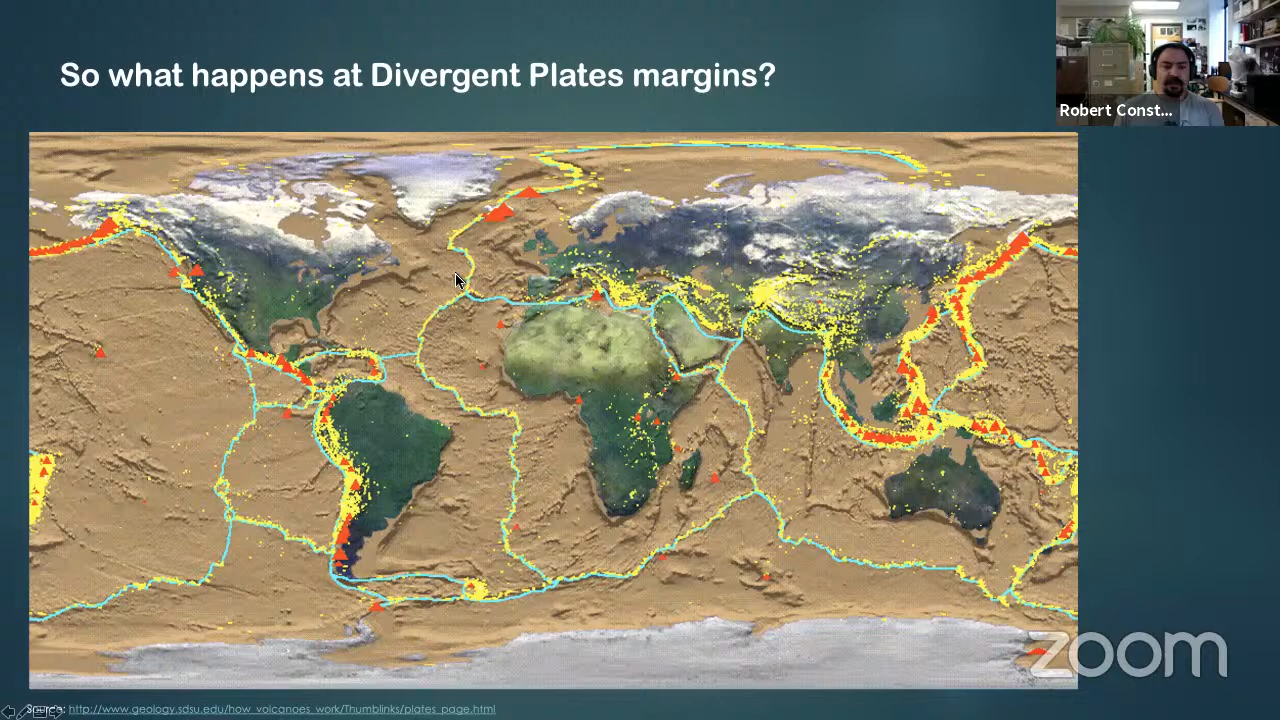 So what happens at Divergent Plates margins?
Robert Const...
zoom
Source: http://www.geology.sdsu.edu/how_volcanoes_work/Thumblinks/plates_page.html